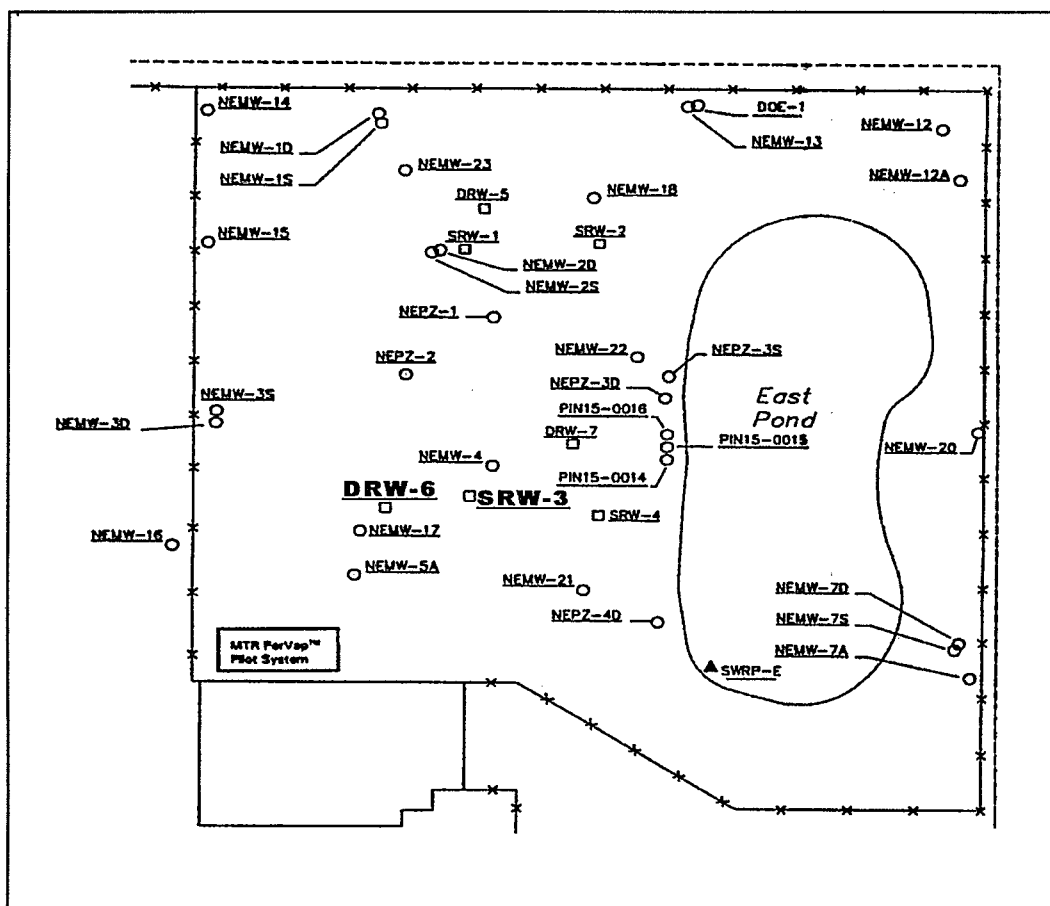 NEMW-14
DOE-1
NEMW-12
NEMW-1D
NEMW-13
NEMW-1S
NEMW-23
NEMW-12A
DRW-5
NEMW-18
NEMW-15
SRW-1
SRW-2
NEMW-2D
NEMW-2S
NEPZ-1
NEMW-22
NEPZ-3S
NEPZ-2
NEPZ-3D
East
Pond
NEMW-3S
PIN15-0016
NEMW-3D
DRW-7
PIN15-0015
NEMW-20
NEMW-4
PIN15-0014
DRW-6
SRW-3
SRW-4
NEMW-17
NEMW-16
NEMW-5A
NEMW-21
NEMW-7D
NEPZ-4D
NEMW-7S
MTR PerVap™
Pilot System
NEMW-7A
SWRP-E